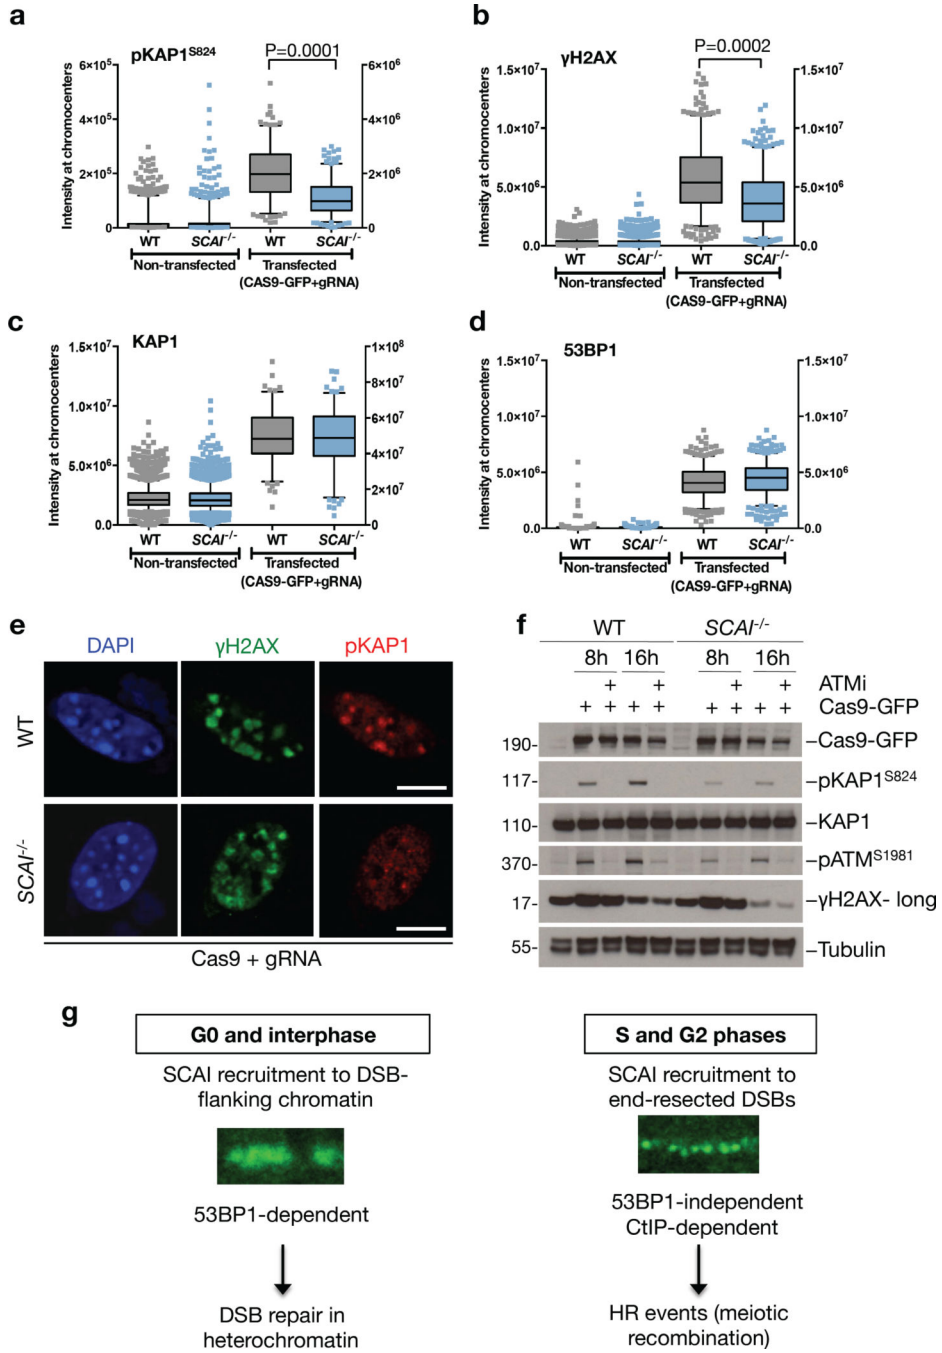 a
pKAP1S824
P=0.0001
Intensity at chromocenters
6×10⁵
4×10⁵
2×10⁵
0
6×10⁶
4×10⁶
2×10⁶
0
WT SCAI-/- WT SCAI-/-
Non-transfected Transfected
(CAS9-GFP+gRNA)
b
γH2AX
P=0.0002
Intensity at chromocenters
1.5×10⁷
1.0×10⁷
5.0×10⁶
0.0
1.5×10⁷
1.0×10⁷
5.0×10⁶
0.0
WT SCAI-/- WT SCAI-/-
Non-transfected Transfected
(CAS9-GFP+gRNA)
c
KAP1
Intensity at chromocenters
1.5×10⁷
1.0×10⁷
5.0×10⁶
0.0
1×10⁸
8×10⁷
6×10⁷
4×10⁷
2×10⁷
0
WT SCAI-/- WT SCAI-/-
Non-transfected Transfected
(CAS9-GFP+gRNA)
d
53BP1
Intensity at chromocenters
1.5×10⁷
1.0×10⁷
5.0×10⁶
0.0
1.5×10⁷
1.0×10⁷
5.0×10⁶
0.0
WT SCAI-/- WT SCAI-/-
Non-transfected Transfected
(CAS9-GFP+gRNA)
e
DAPI γH2AX pKAP1
WT
SCAI-/-
Cas9 + gRNA
f
WT SCAI-/-
8h 16h 8h 16h
+ + + + ATMi
+ + + + + + + + Cas9-GFP
190- –Cas9-GFP
117- –pKAP1S824
110- –KAP1
370- –pATMS1981
17- –γH2AX- long
55- –Tubulin
g
G0 and interphase
SCAI recruitment to DSB-
flanking chromatin
53BP1-dependent
DSB repair in
heterochromatin
S and G2 phases
SCAI recruitment to
end-resected DSBs
53BP1-independent
CtIP-dependent
HR events (meiotic
recombination)